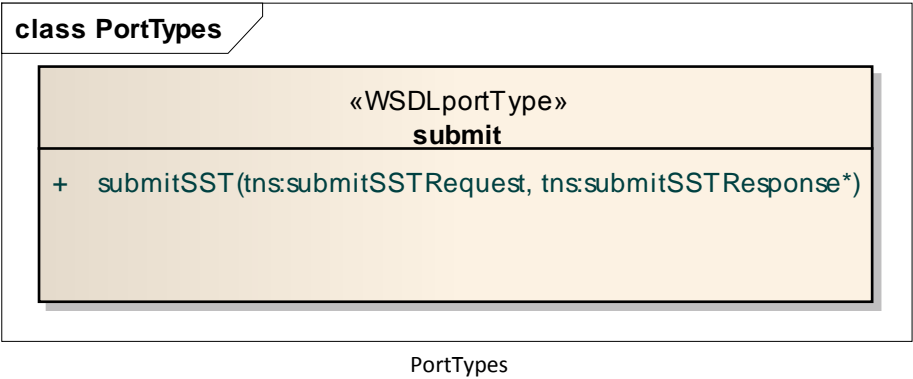 class PortTypes
«WSDLportType»
submit
+ submitSST(tns:submitSSTRequest, tns:submitSSTResponse*)
PortTypes